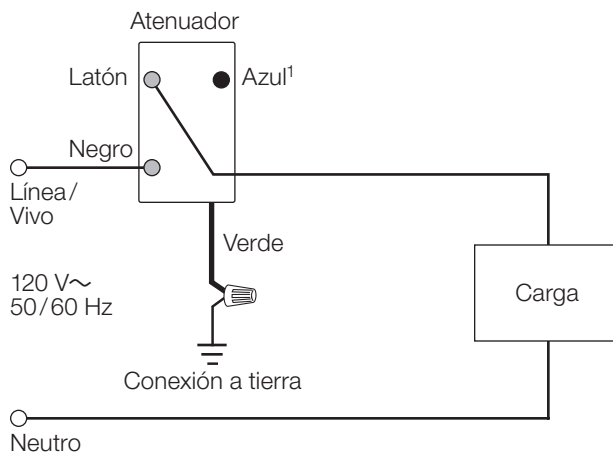 Atenuador
Latón
Azul¹
Negro
Línea/
Vivo
Verde
120 V~
50/60 Hz
Carga
Conexión a tierra
Neutro